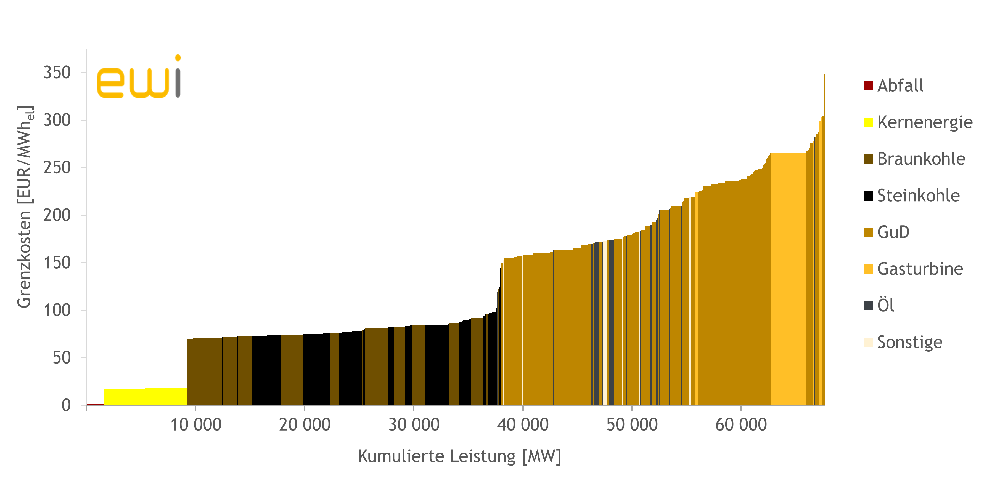 ewi
Grenzkosten [EUR/MWhel]
350
300
250
200
150
100
50
0
10 000
20 000
30 000
40 000
50 000
60 000
Kumulierte Leistung [MW]
Abfall
Kernenergie
Braunkohle
Steinkohle
GuD
Gasturbine
Öl
Sonstige